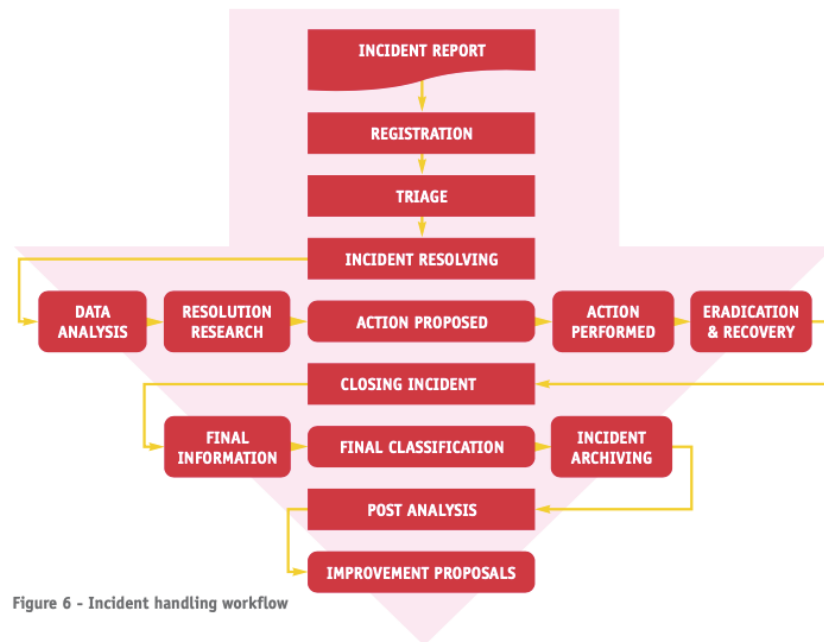 INCIDENT REPORT
REGISTRATION
TRIAGE
INCIDENT RESOLVING
DATA
ANALYSIS
RESOLUTION
RESEARCH
ACTION PROPOSED
ACTION
PERFORMED
ERADICATION
& RECOVERY
CLOSING INCIDENT
FINAL
INFORMATION
FINAL CLASSIFICATION
INCIDENT
ARCHIVING
POST ANALYSIS
IMPROVEMENT PROPOSALS
Figure 6 - Incident handling workflow